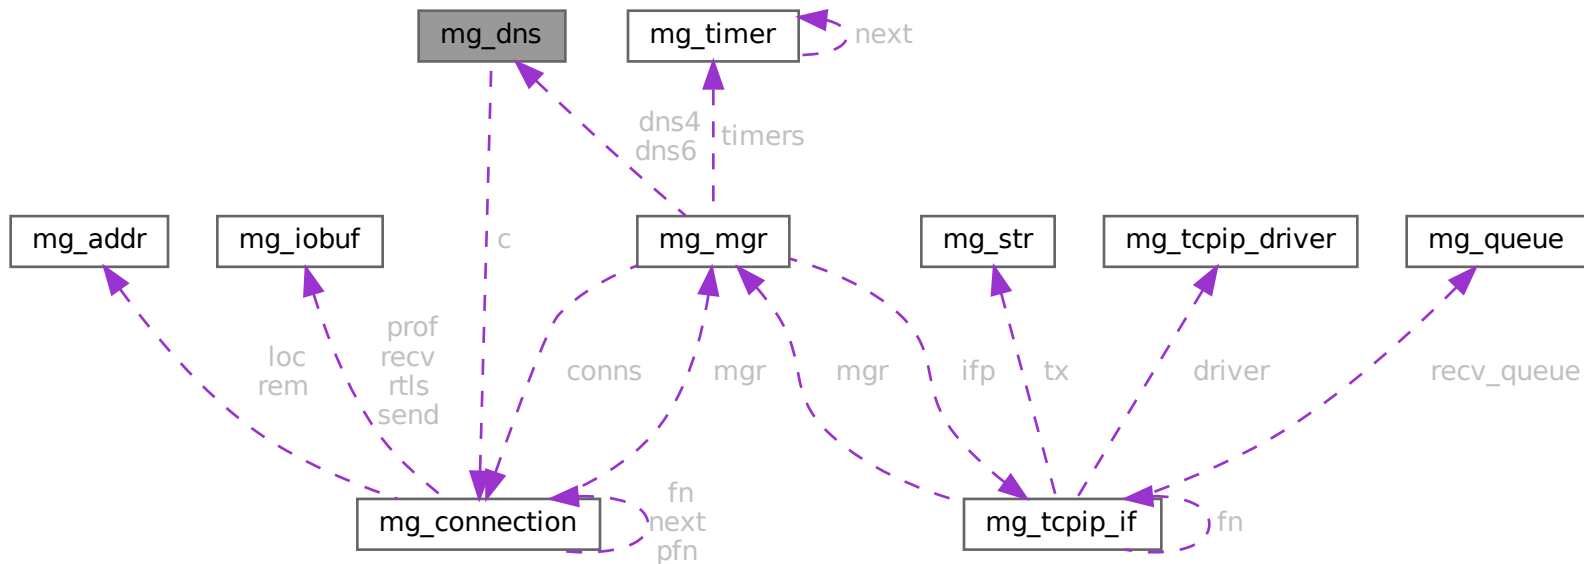 mg_dns
mg_timer
next
dns4
dns6
timers
mg_addr
mg_iobuf
c
mg_mgr
mg_str
mg_tcpip_driver
mg_queue
loc
rem
prof
recv
rtls
send
conns
mgr
mgr
ifp
tx
driver
recv_queue
mg_connection
fn
next
pfn
mg_tcpip_if
fn